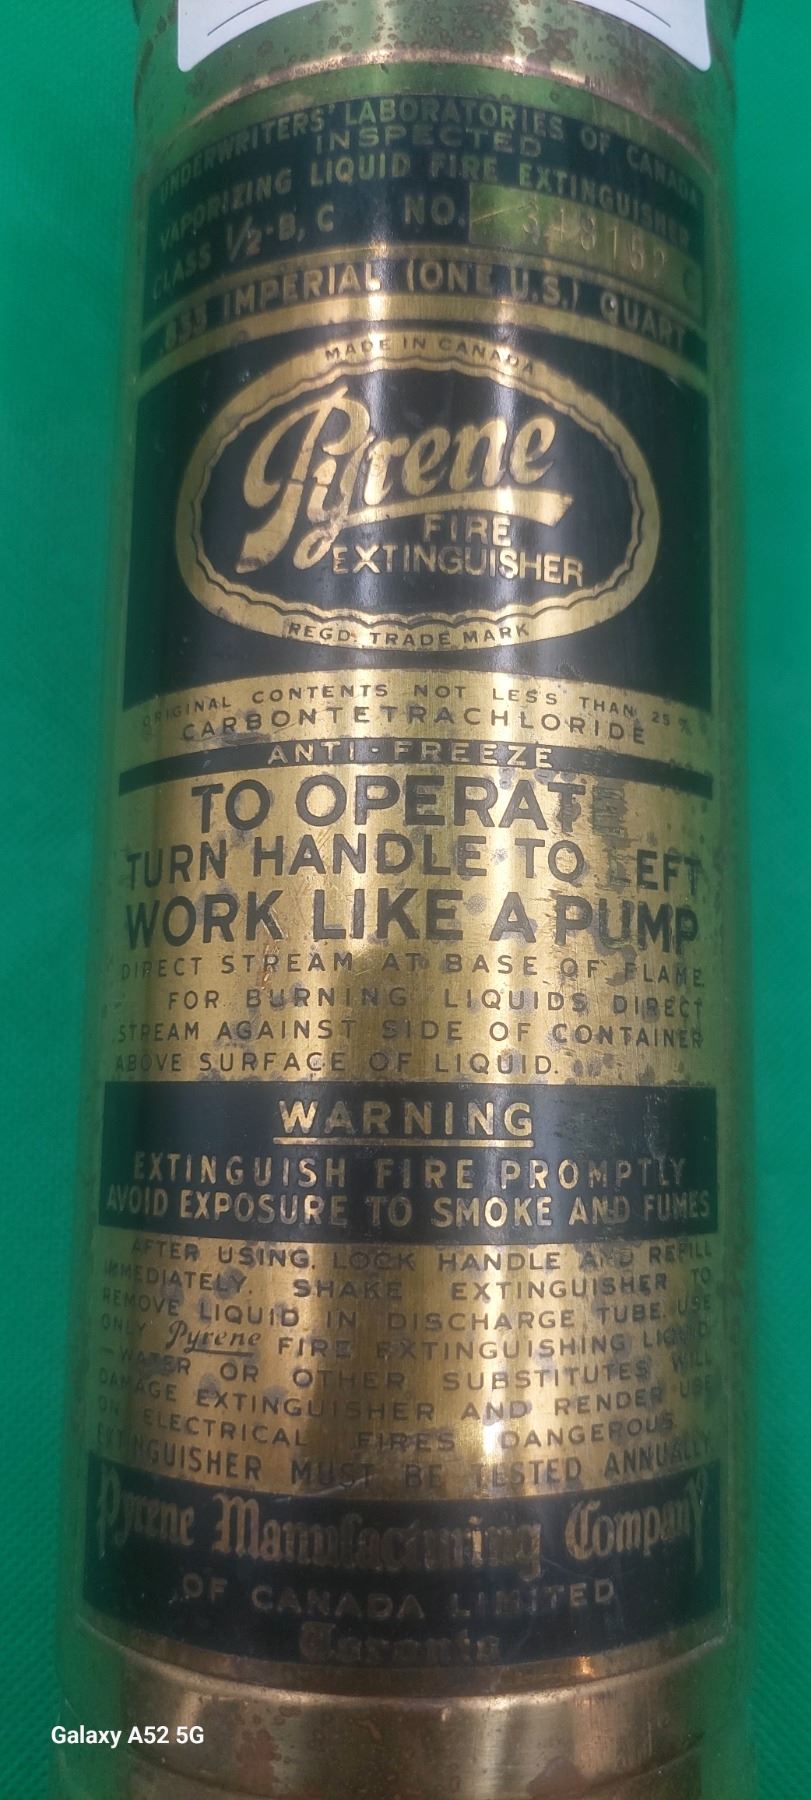 UNDERWRITERS' LABORATORIES OF CANADA
INSPECTED
VAPORIZING LIQUID FIRE EXTINGUISHER
CLASS 1/2-B, C NO.
.833 IMPERIAL (ONE U.S.) QUART
MADE IN CANADA
Pyrene
FIRE
EXTINGUISHER
REGD. TRADE MARK
ORIGINAL CONTENTS NOT LESS THAN 25%
CARBONTETRACHLORIDE
ANTI-FREEZE
TO OPERATE
TURN HANDLE TO LEFT
WORK LIKE A PUMP
DIRECT STREAM AT BASE OF FLAME
FOR BURNING LIQUIDS DIRECT
STREAM AGAINST SIDE OF CONTAINER
ABOVE SURFACE OF LIQUID.
WARNING
EXTINGUISH FIRE PROMPTLY
AVOID EXPOSURE TO SMOKE AND FUMES
AFTER USING, LOCK HANDLE AND REFILL
IMMEDIATELY. SHAKE EXTINGUISHER TO
REMOVE LIQUID IN DISCHARGE TUBE. USE
ONLY Pyrene FIRE EXTINGUISHING LIQUID
—WATER OR OTHER SUBSTITUTES WILL
DAMAGE EXTINGUISHER AND RENDER USE
ON ELECTRICAL FIRES DANGEROUS.
EXTINGUISHER MUST BE TESTED ANNUALLY
Pyrene Manufacturing Company
OF CANADA LIMITED
Toronto
Galaxy A52 5G